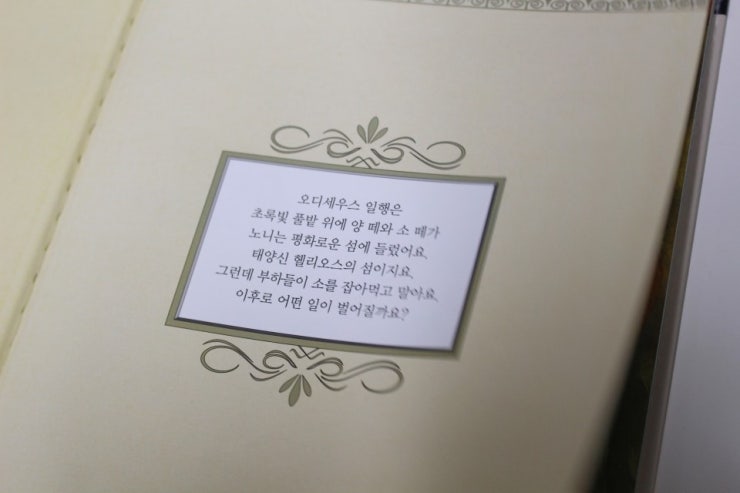 오디세우스 일행은
초록빛 풀밭 위에 양 떼와 소 떼가
노니는 평화로운 섬에 들렀어요.
태양신 헬리오스의 섬이지요.
그런데 부하들이 소를 잡아먹고 말아요.
이후로 어떤 일이 벌어질까요?